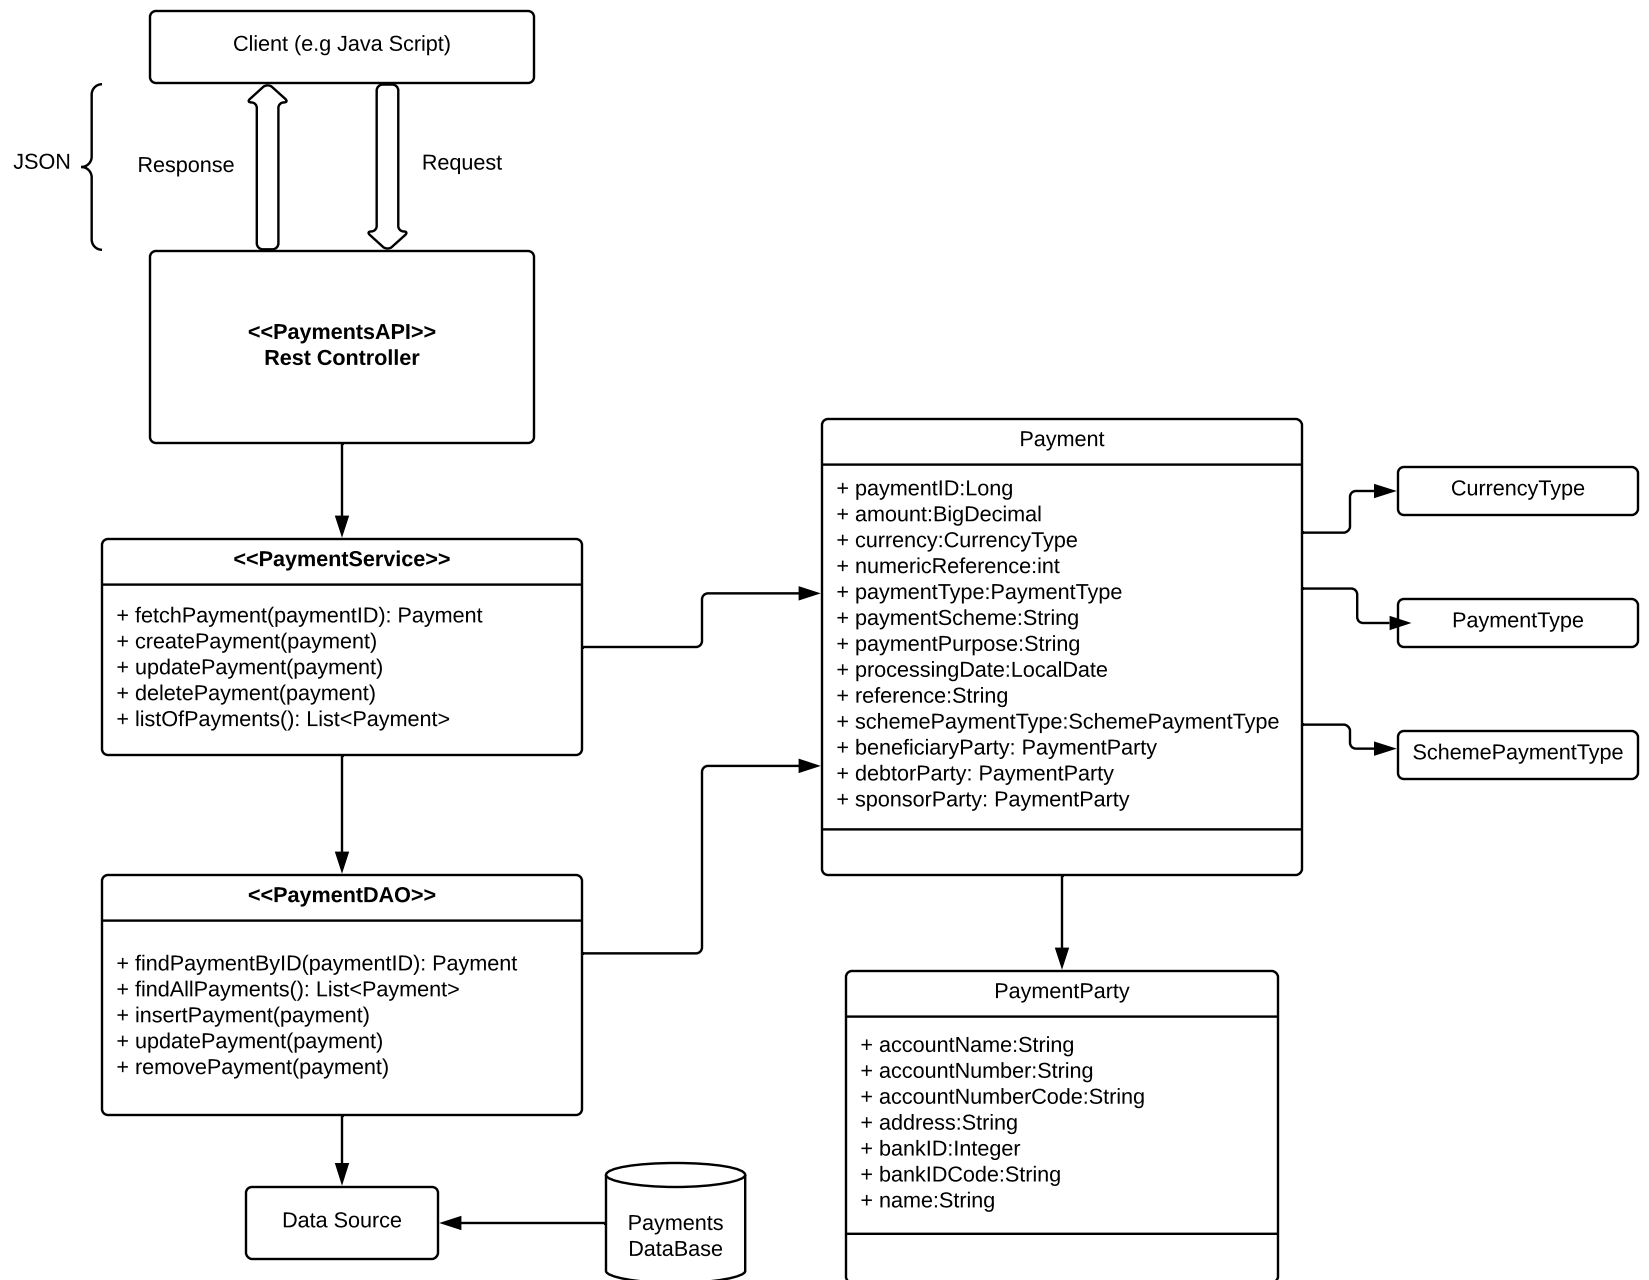 Client (e.g Java Script)
JSON
Response
Request
<<PaymentsAPI>>
Rest Controller
<<PaymentService>>
+ fetchPayment(paymentID): Payment
+ createPayment(payment)
+ updatePayment(payment)
+ deletePayment(payment)
+ listOfPayments(): List<Payment>
<<PaymentDAO>>
+ findPaymentByID(paymentID): Payment
+ findAllPayments(): List<Payment>
+ insertPayment(payment)
+ updatePayment(payment)
+ removePayment(payment)
Data Source
Payments
DataBase
Payment
+ paymentID:Long
+ amount:BigDecimal
+ currency:CurrencyType
+ numericReference:int
+ paymentType:PaymentType
+ paymentScheme:String
+ paymentPurpose:String
+ processingDate:LocalDate
+ reference:String
+ schemePaymentType:SchemePaymentType
+ beneficiaryParty: PaymentParty
+ debtorParty: PaymentParty
+ sponsorParty: PaymentParty
CurrencyType
PaymentType
SchemePaymentType
PaymentParty
+ accountName:String
+ accountNumber:String
+ accountNumberCode:String
+ address:String
+ bankID:Integer
+ bankIDCode:String
+ name:String